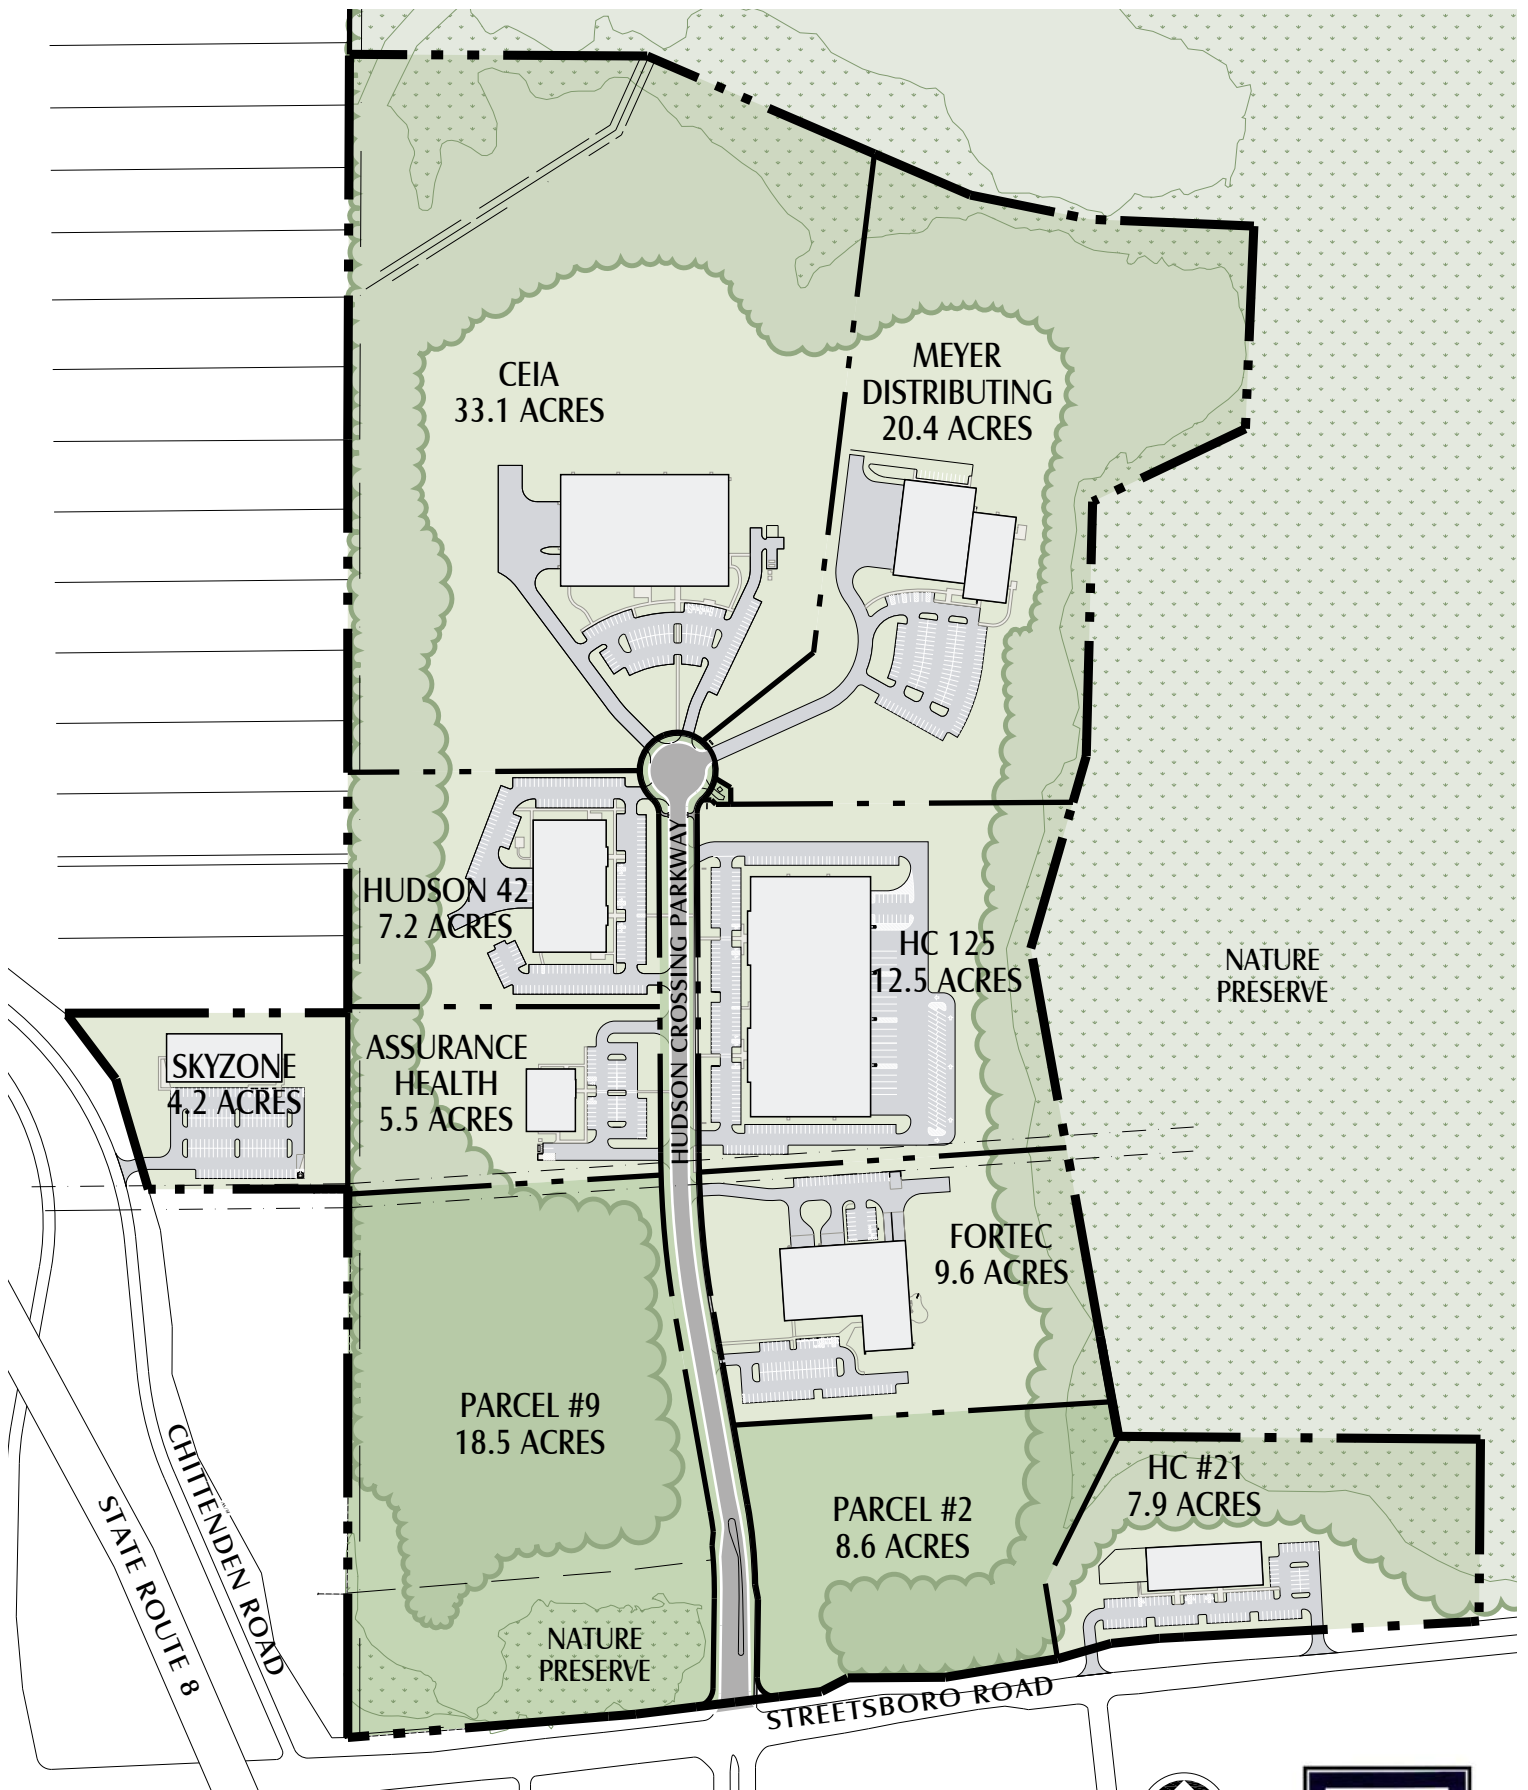 CEIA
33.1 ACRES
MEYER
DISTRIBUTING
20.4 ACRES
HUDSON 42
7.2 ACRES
HUDSON CROSSING PARKWAY
HC 125
12.5 ACRES
NATURE
PRESERVE
SKYZONE
4.2 ACRES
ASSURANCE
HEALTH
5.5 ACRES
FORTEC
9.6 ACRES
PARCEL #9
18.5 ACRES
CHITTENDEN ROAD
STATE ROUTE 8
PARCEL #2
8.6 ACRES
HC #21
7.9 ACRES
NATURE
PRESERVE
STREETSBORO ROAD